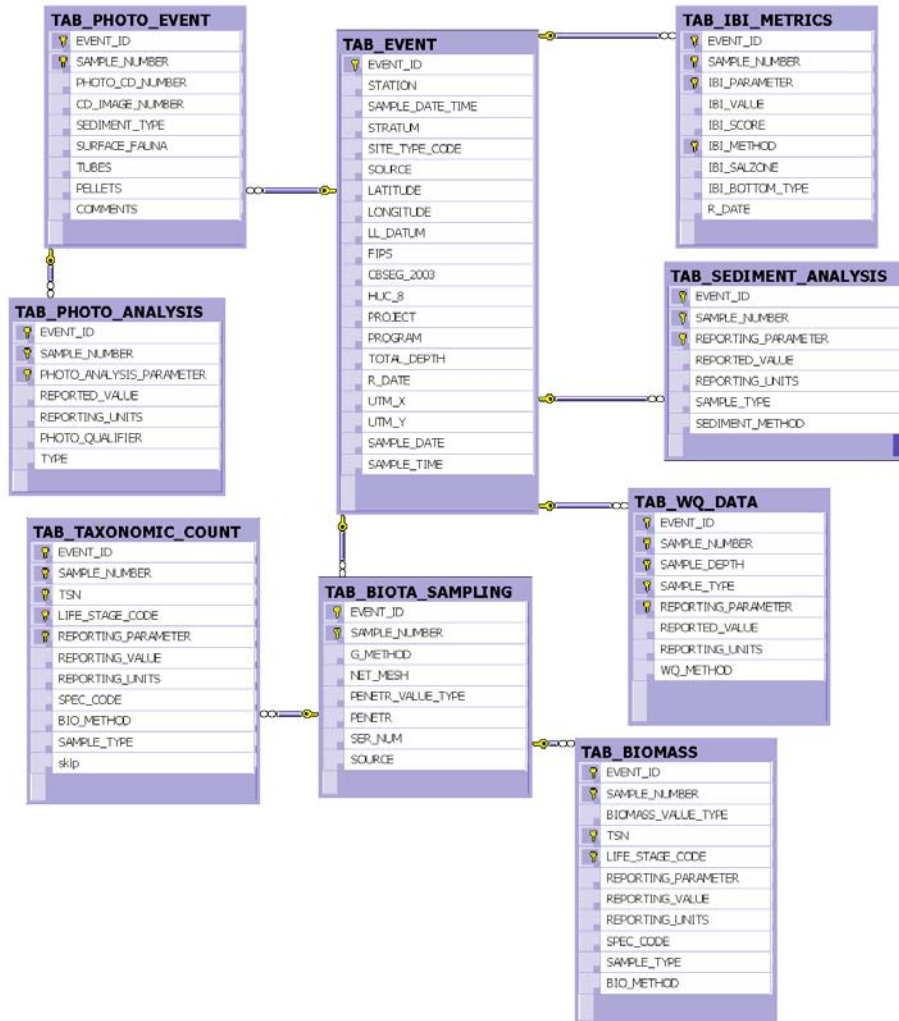 TAB_PHOTO_EVENT
EVENT_ID
SAMPLE_NUMBER
PHOTO_CD_NUMBER
CD_IMAGE_NUMBER
SEDIMENT_TYPE
SURFACE_FAUNA
TUBES
PELLETS
COMMENTS
TAB_EVENT
EVENT_ID
STATION
SAMPLE_DATE_TIME
STRATUM
SITE_TYPE_CODE
SOURCE
LATITUDE
LONGITUDE
LL_DATUM
FIPS
CBSEG_2003
HUC_8
PROJECT
PROGRAM
TOTAL_DEPTH
R_DATE
UTM_X
UTM_Y
SAMPLE_DATE
SAMPLE_TIME
TAB_IBI_METRICS
EVENT_ID
SAMPLE_NUMBER
IBI_PARAMETER
IBI_VALUE
IBI_SCORE
IBI_METHOD
IBI_SALZONE
IBI_BOTTOM_TYPE
R_DATE
TAB_PHOTO_ANALYSIS
EVENT_ID
SAMPLE_NUMBER
PHOTO_ANALYSIS_PARAMETER
REPORTED_VALUE
REPORTING_UNITS
PHOTO_QUALIFIER
TYPE
TAB_SEDIMENT_ANALYSIS
EVENT_ID
SAMPLE_NUMBER
REPORTING_PARAMETER
REPORTED_VALUE
REPORTING_UNITS
SAMPLE_TYPE
SEDIMENT_METHOD
TAB_TAXONOMIC_COUNT
EVENT_ID
SAMPLE_NUMBER
TSN
LIFE_STAGE_CODE
REPORTING_PARAMETER
REPORTING_VALUE
REPORTING_UNITS
SPEC_CODE
BIO_METHOD
SAMPLE_TYPE
skip
TAB_BIOTA_SAMPLING
EVENT_ID
SAMPLE_NUMBER
G_METHOD
NET_MESH
PENETR_VALUE_TYPE
PENETR
SER_NUM
SOURCE
TAB_WQ_DATA
EVENT_ID
SAMPLE_NUMBER
SAMPLE_DEPTH
SAMPLE_TYPE
REPORTING_PARAMETER
REPORTED_VALUE
REPORTING_UNITS
WQ_METHOD
TAB_BIOMASS
EVENT_ID
SAMPLE_NUMBER
BIOMASS_VALUE_TYPE
TSN
LIFE_STAGE_CODE
REPORTING_PARAMETER
REPORTING_VALUE
REPORTING_UNITS
SPEC_CODE
SAMPLE_TYPE
BIO_METHOD